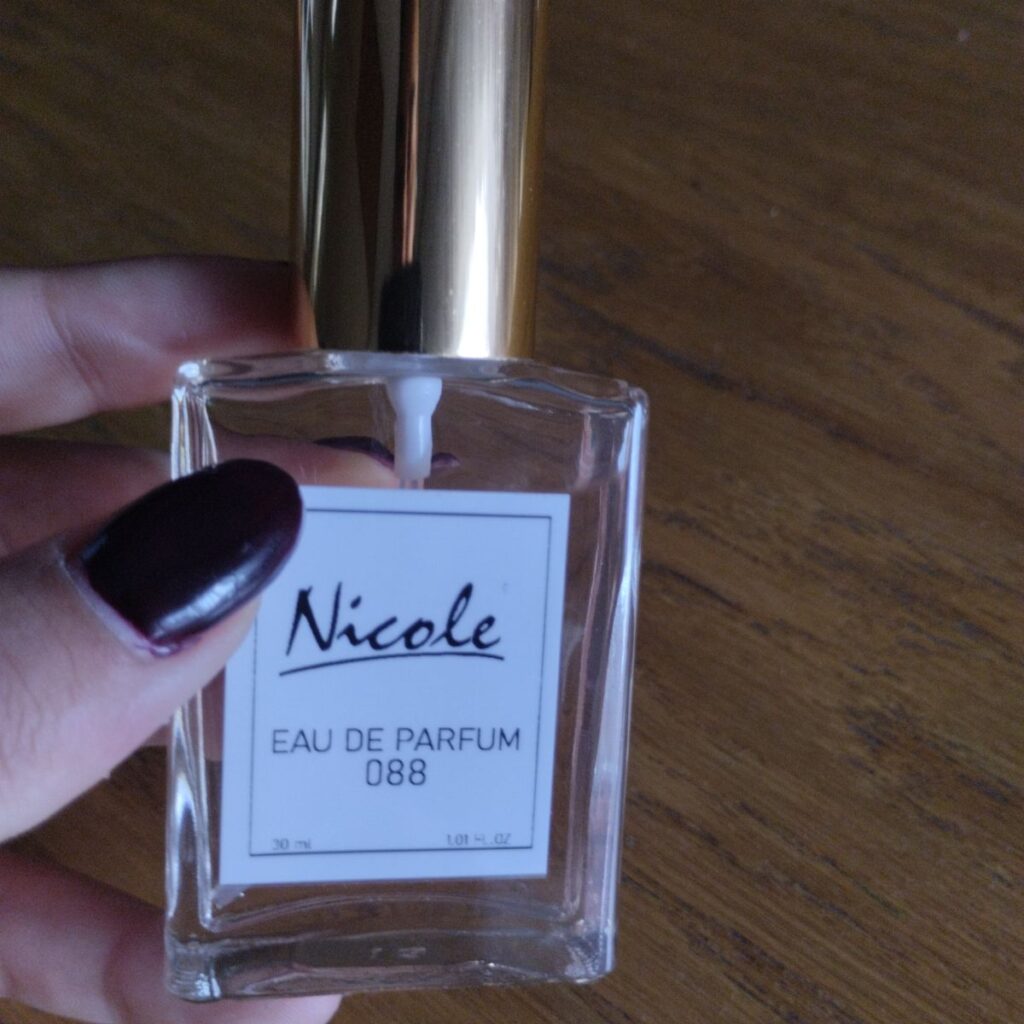 Nicole
EAU DE PARFUM
088
30 ml 1.01 FL.OZ